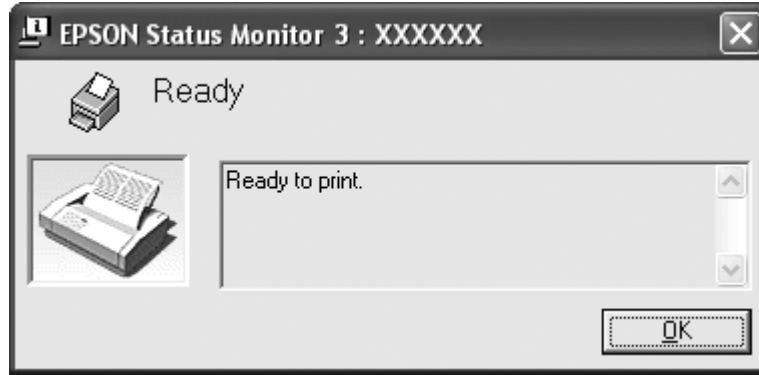 EPSON Status Monitor 3 : XXXXXX
Ready
Ready to print.
OK